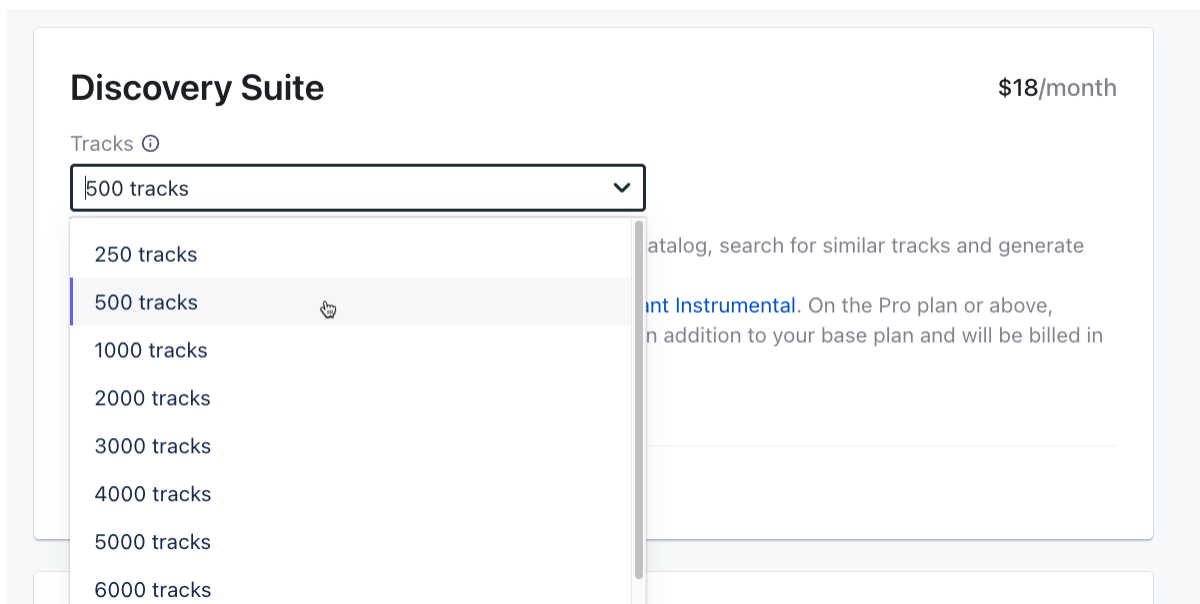 Discovery Suite
$18/month
Tracks
500 tracks
250 tracks
500 tracks
1000 tracks
2000 tracks
3000 tracks
4000 tracks
5000 tracks
6000 tracks
search for similar tracks and generate
Instrumental. On the Pro plan or above,
addition to your base plan and will be billed in